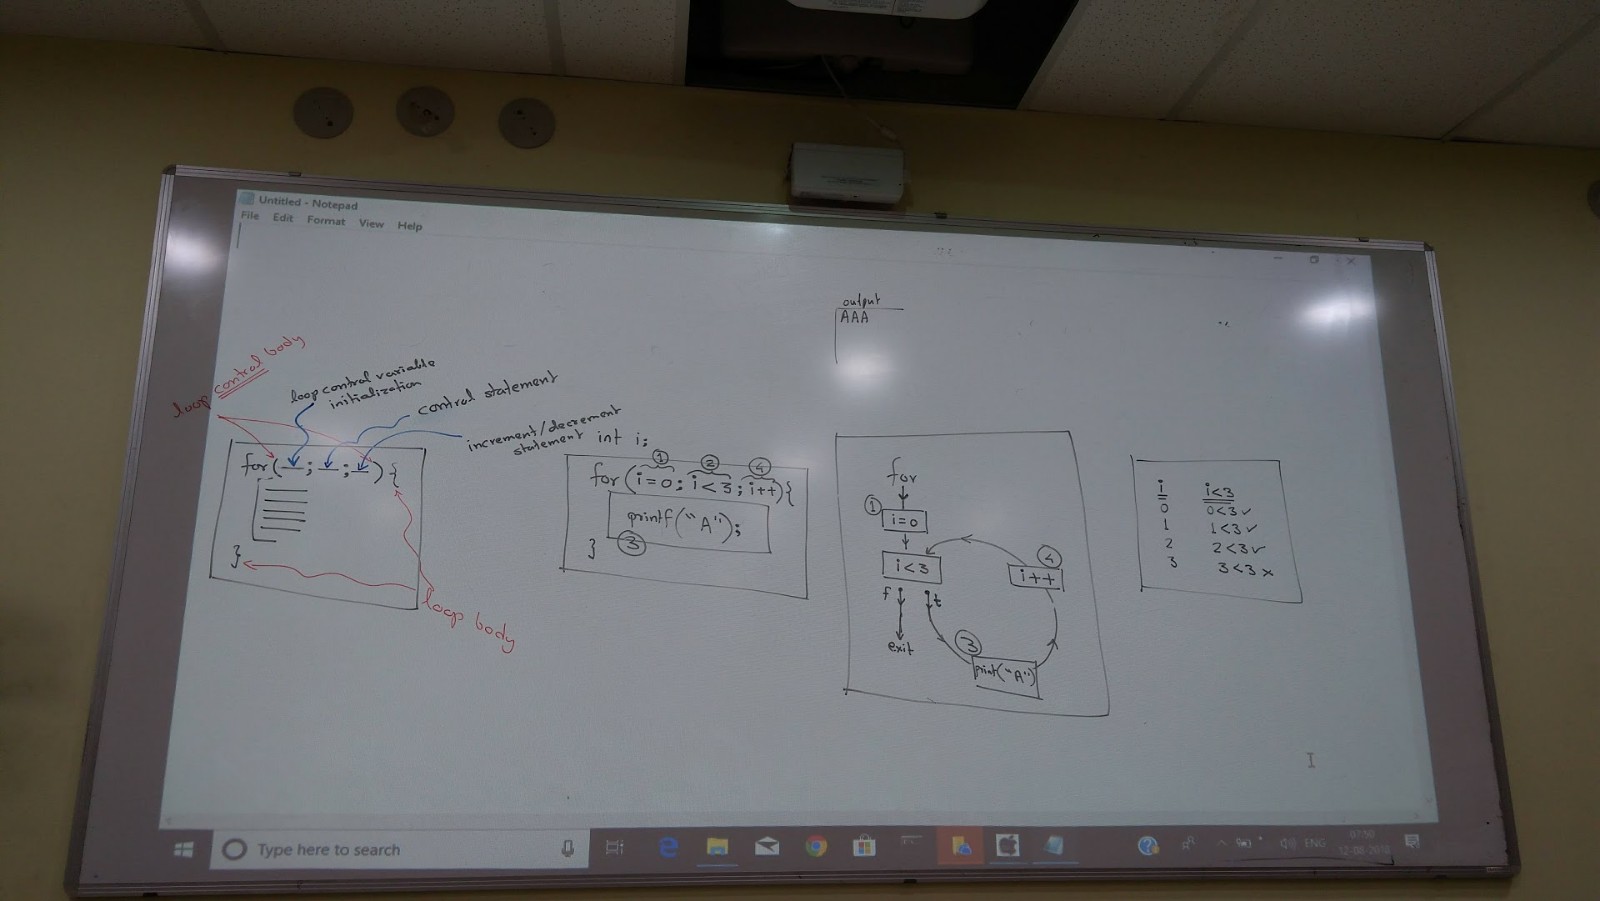 Untitled - Notepad
File Edit Format View Help
output
AAA
loop control body
loop control variable
initialization
control statement
increment/decrement
statement
for( ; ; ) {
}
loop body
int i;
1 2 4
for (i=0; i<3; i++) {
printf("A");
3
}
for
1
i=0
i<3
4
i++
f t
exit
3
print("A")
i i<3
0 0<3 ✓
1 1<3 ✓
2 2<3 ✓
3 3<3 ×
Type here to search
ENG
07:50
12-08-2018